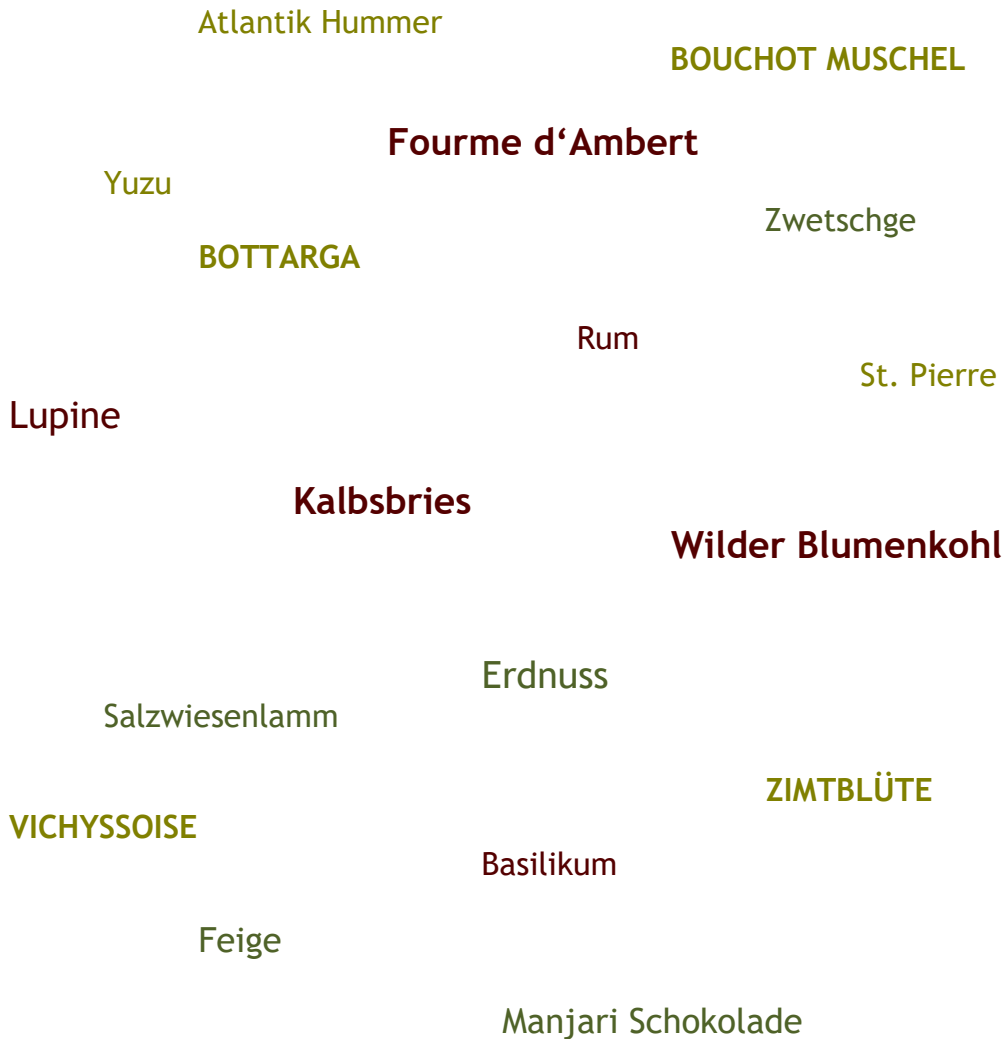 Atlantik Hummer
BOUCHOT MUSCHEL
Fourme d‘Ambert
Yuzu
Zwetschge
BOTTARGA
Rum
St. Pierre
Lupine
Kalbsbries
Wilder Blumenkohl
Erdnuss
Salzwiesenlamm
ZIMTBLÜTE
VICHYSSOISE
Basilikum
Feige
Manjari Schokolade